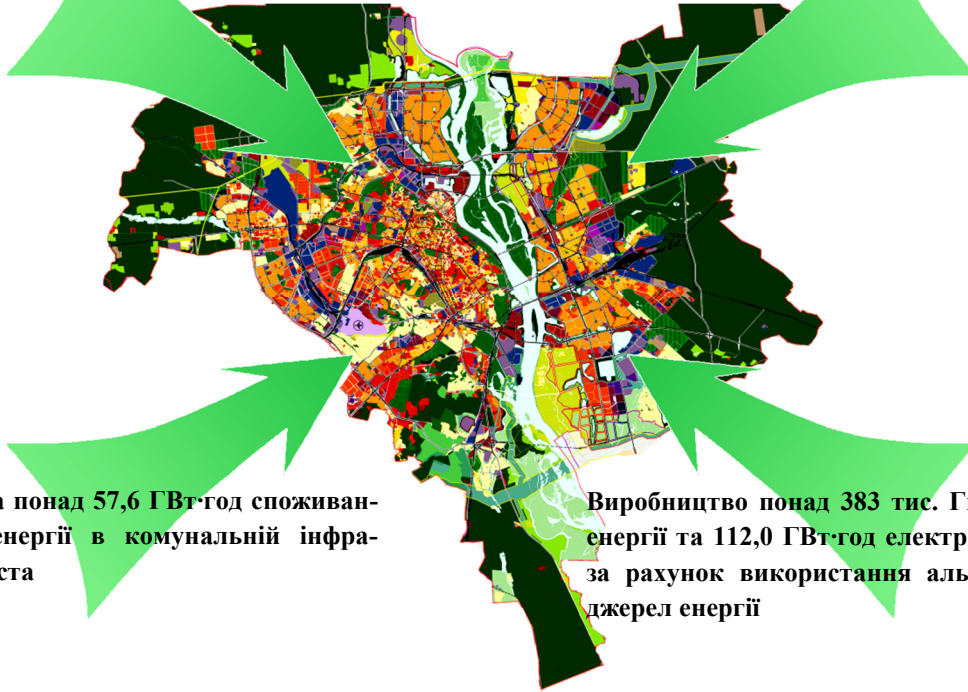 а понад 57,6 ГВт·год споживан-
енергії в комунальній інфра-
ста
Виробництво понад 383 тис. Г
енергії та 112,0 ГВт·год електр
за рахунок використання аль
джерел енергії